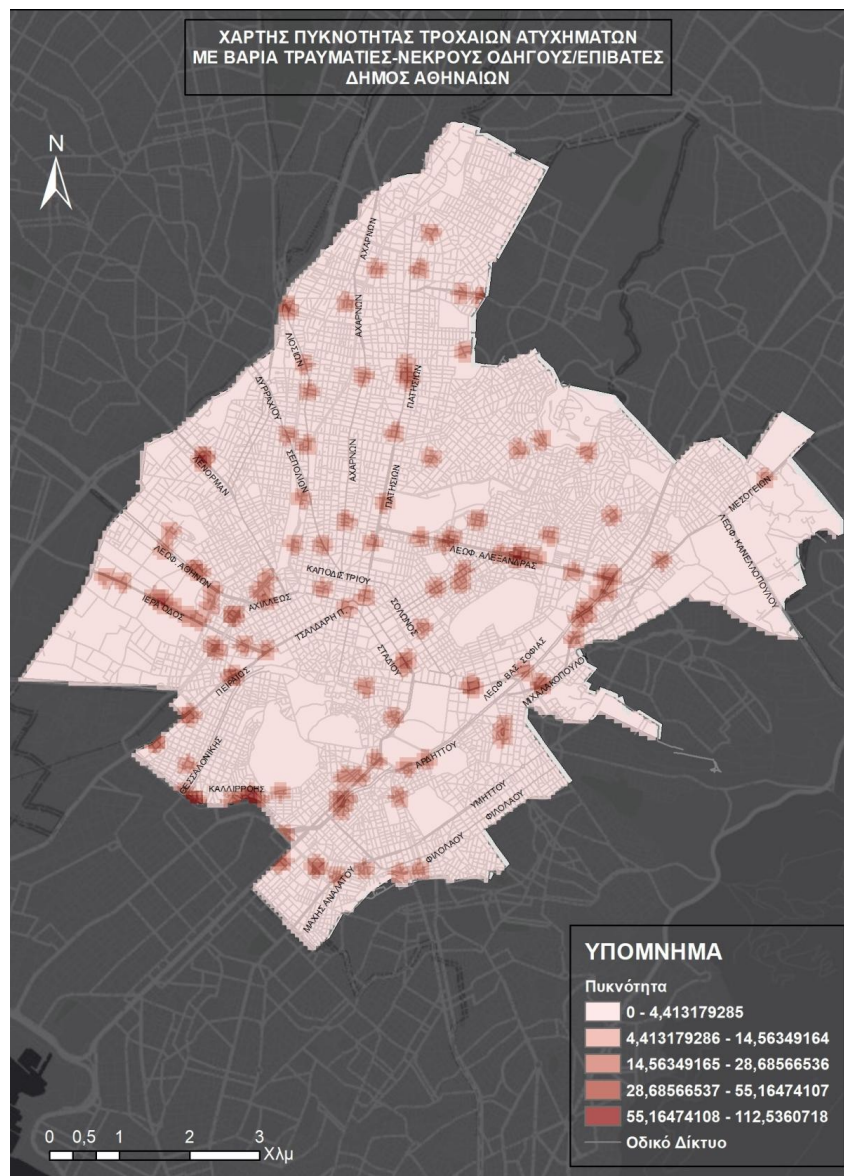 ΧΑΡΤΗΣ ΠΥΚΝΟΤΗΤΑΣ ΤΡΟΧΑΙΩΝ ΑΤΥΧΗΜΑΤΩΝ
ΜΕ ΒΑΡΙΑ ΤΡΑΥΜΑΤΙΕΣ-ΝΕΚΡΟΥΣ ΟΔΗΓΟΥΣ/ΕΠΙΒΑΤΕΣ
ΔΗΜΟΣ ΑΘΗΝΑΙΩΝ
N
ΑΧΑΡΝΩΝ
ΑΧΑΡΝΩΝ
ΛΙΟΣΙΩΝ
ΔΥΡΡΑΧΙΟΥ
ΠΑΤΗΣΙΩΝ
ΑΧΑΡΝΩΝ
ΛΕΝΟΡΜΑΝ
ΣΕΠΟΛΙΩΝ
ΠΑΤΗΣΙΩΝ
ΜΕΣΟΓΕΙΩΝ
ΛΕΩΦ. ΚΑΝΕΛΛΟΠΟΥΛΟΥ
ΛΕΩΦ. ΑΘΗΝΩΝ
ΛΕΩΦ. ΑΛΕΞΑΝΔΡΑΣ
ΚΑΠΟΔΙΣΤΡΙΟΥ
ΙΕΡΑ ΟΔΟΣ
ΑΧΙΛΛΕΩΣ
ΤΣΑΛΔΑΡΗ Π.
ΣΟΛΩΝΟΣ
ΣΤΑΔΙΟΥ
ΛΕΩΦ. ΒΑΣ. ΣΟΦΙΑΣ
ΜΙΧΑΛΑΚΟΠΟΥΛΟΥ
ΠΕΙΡΑΙΩΣ
ΘΕΣΣΑΛΟΝΙΚΗΣ
ΑΡΔΗΤΤΟΥ
ΚΑΛΛΙΡΡΟΗΣ
ΥΜΗΤΤΟΥ
ΦΙΛΟΛΑΟΥ
ΦΙΛΟΛΑΟΥ
ΜΑΧΗΣ ΑΝΑΛΑΤΟΥ
ΥΠΟΜΝΗΜΑ
Πυκνότητα
0 - 4,413179285
4,413179286 - 14,56349164
14,56349165 - 28,68566536
28,68566537 - 55,16474107
55,16474108 - 112,5360718
Οδικό Δίκτυο
0 0,5 1 2 3
Χλμ